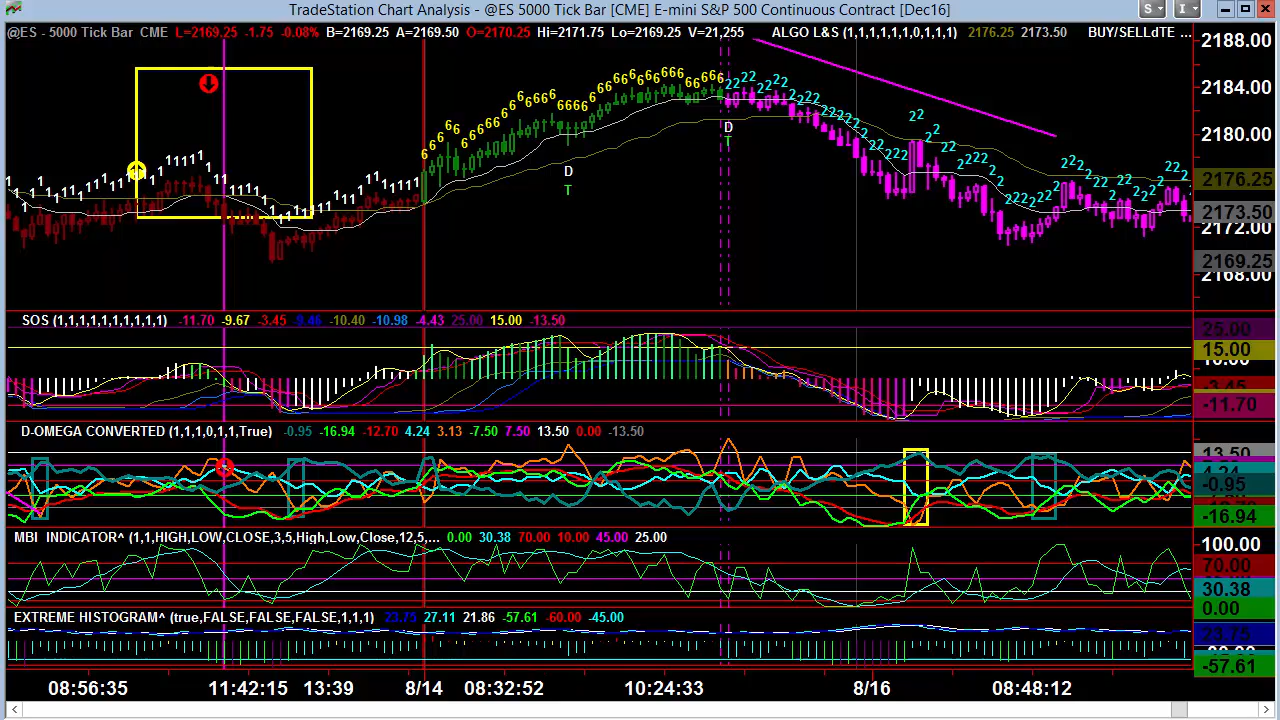 TradeStation Chart Analysis - @ES 5000 Tick Bar [CME] E-mini S&P 500 Continuous Contract [Dec16]
S I
@ES - 5000 Tick Bar CME L=2169.25 -1.75 -0.08% B=2169.25 A=2169.50 O=2170.25 Hi=2171.75 Lo=2169.25 V=21,255 ALGO L&S (1,1,1,1,1,1,0,1,1,1) 2176.25 2173.50 BUY/SELLdTE ...
2188.00
2184.00
2180.00
2176.25
2173.50
2172.00
2169.25
2168.00
D
T
D
T
SOS (1,1,1,1,1,1,1,1,1,1,1) -11.70 -9.67 -3.45 -9.46 -10.40 -10.98 -4.43 25.00 15.00 -13.50
25.00
15.00
-3.45
-11.70
D-OMEGA CONVERTED (1,1,1,0,1,1,True) -0.95 -16.94 -12.70 4.24 3.13 -7.50 7.50 13.50 0.00 -13.50
13.50
4.24
-0.95
-16.94
MBI INDICATOR^ (1,1,HIGH,LOW,CLOSE,3,5,High,Low,Close,12,5,... 0.00 30.38 70.00 10.00 45.00 25.00
100.00
70.00
30.38
0.00
EXTREME HISTOGRAM^ (true,FALSE,FALSE,FALSE,1,1,1) 23.75 27.11 21.86 -57.61 -60.00 -45.00
23.75
-57.61
08:56:35 11:42:15 13:39 8/14 08:32:52 10:24:33 8/16 08:48:12